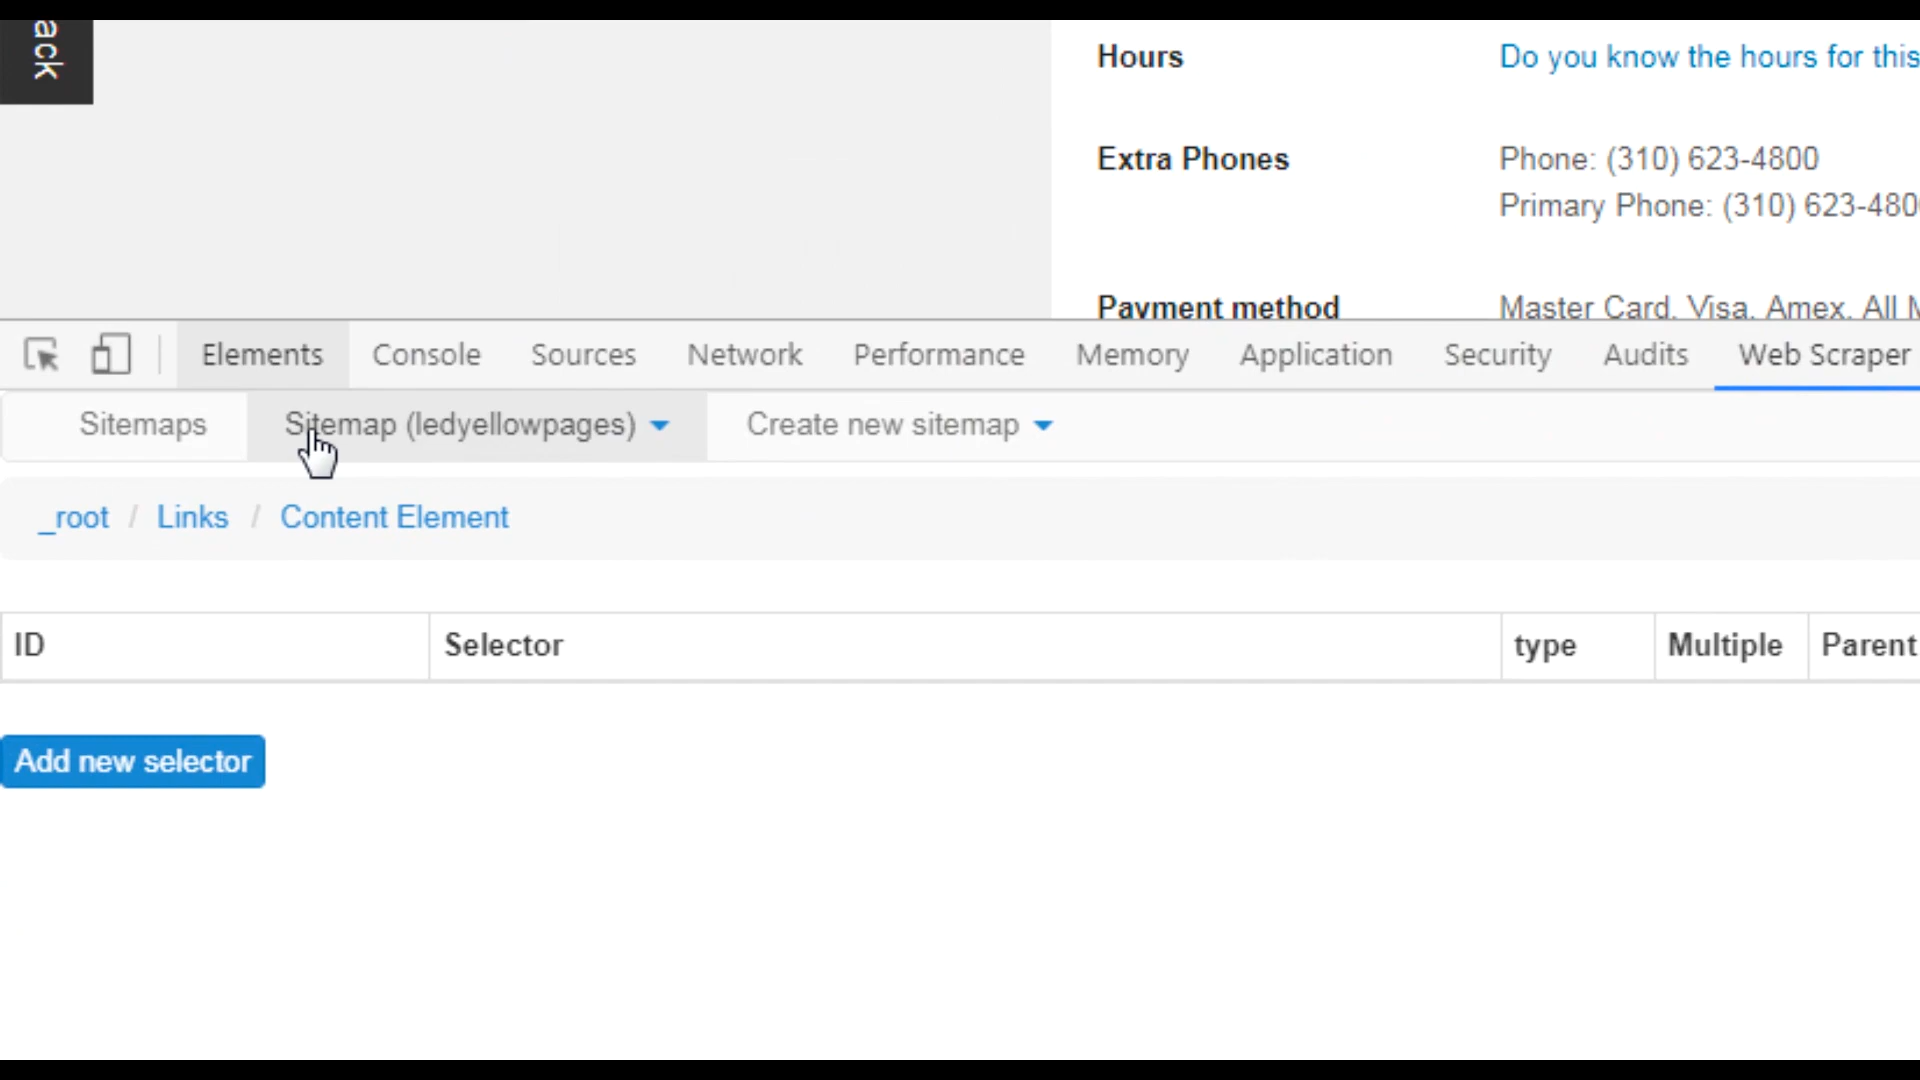 ack
Hours Do you know the hours for this
Extra Phones Phone: (310) 623-4800
Primary Phone: (310) 623-480
Payment method Master Card, Visa, Amex, All
Elements Console Sources Network Performance Memory Application Security Audits Web Scraper
Sitemaps Sitemap (ledyellowpages) Create new sitemap
_root / Links / Content Element
ID Selector type Multiple Parent
Add new selector